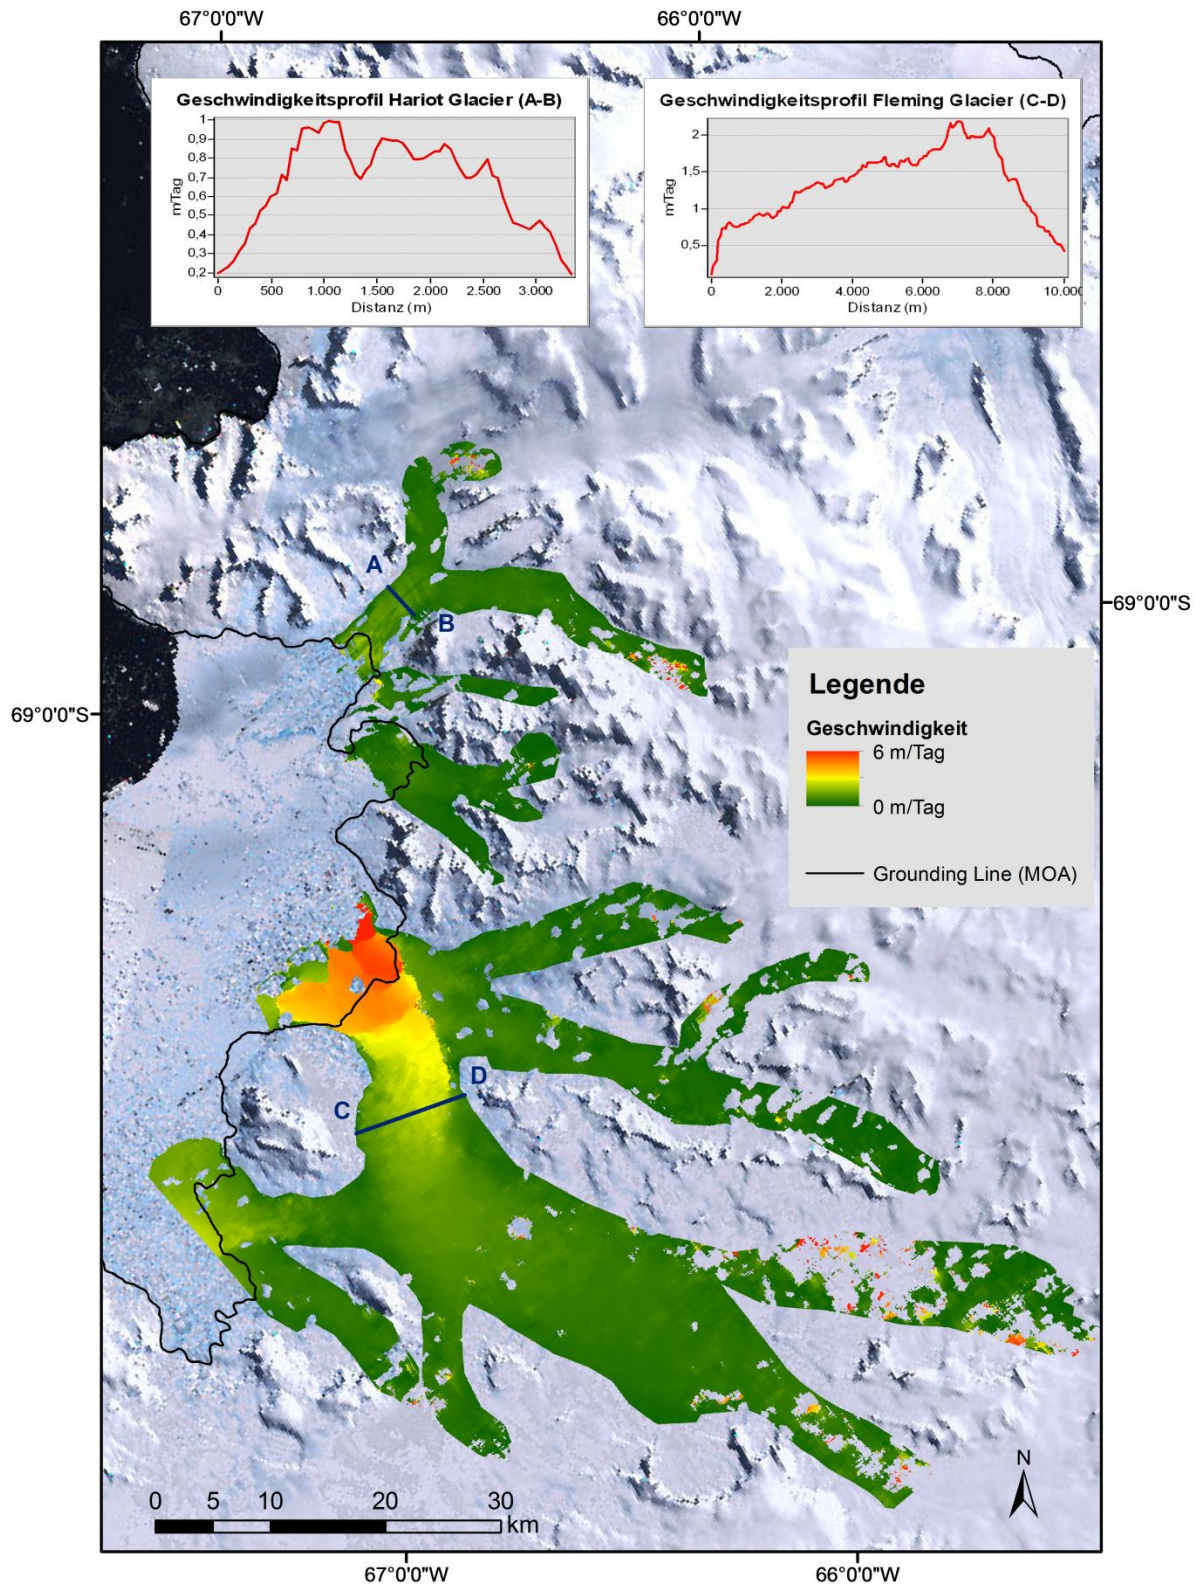 67°0'0"W
66°0'0"W
Geschwindigkeitsprofil Hariot Glacier (A-B)
1
0,9
0,8
0,7
0,6
0,5
0,4
0,3
0,2
m/Tag
0
500
1.000
1.500
2.000
2.500
3.000
Distanz (m)
Geschwindigkeitsprofil Fleming Glacier (C-D)
2
1,5
1
0,5
m/Tag
0
2.000
4.000
6.000
8.000
10.000
Distanz (m)
A
B
69°0'0"S
69°0'0"S
Legende
Geschwindigkeit
6 m/Tag
0 m/Tag
Grounding Line (MOA)
C
D
N
0
5
10
20
30
km
67°0'0"W
66°0'0"W